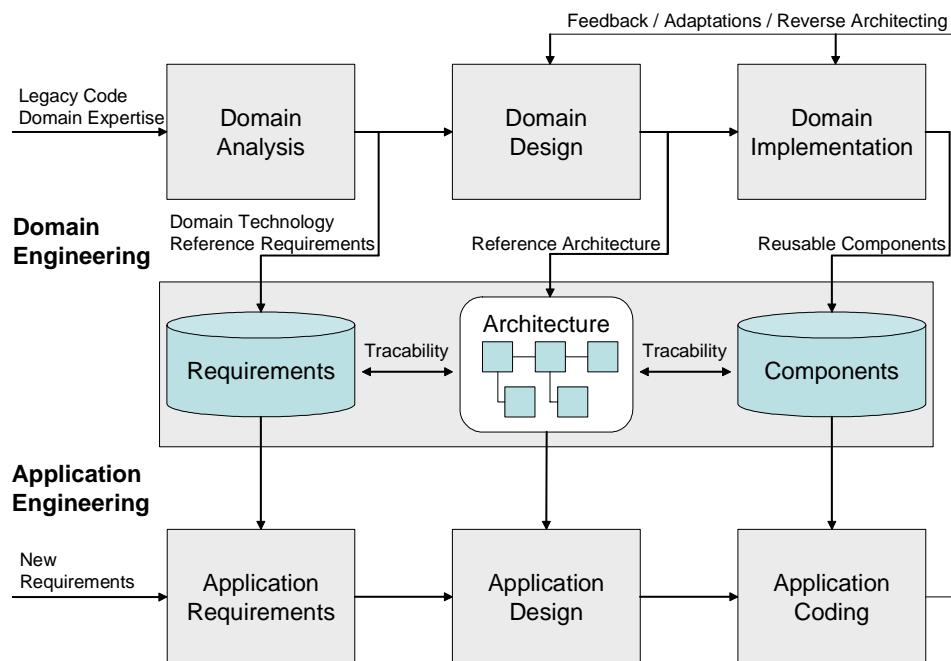 Feedback / Adaptations / Reverse Architecting
Legacy Code
Domain Expertise
Domain
Analysis
Domain
Design
Domain
Implementation
Domain
Engineering
Domain Technology
Reference Requirements
Reference Architecture
Reusable Components
Requirements
Tracability
Architecture
Tracability
Components
Application
Engineering
New
Requirements
Application
Requirements
Application
Design
Application
Coding